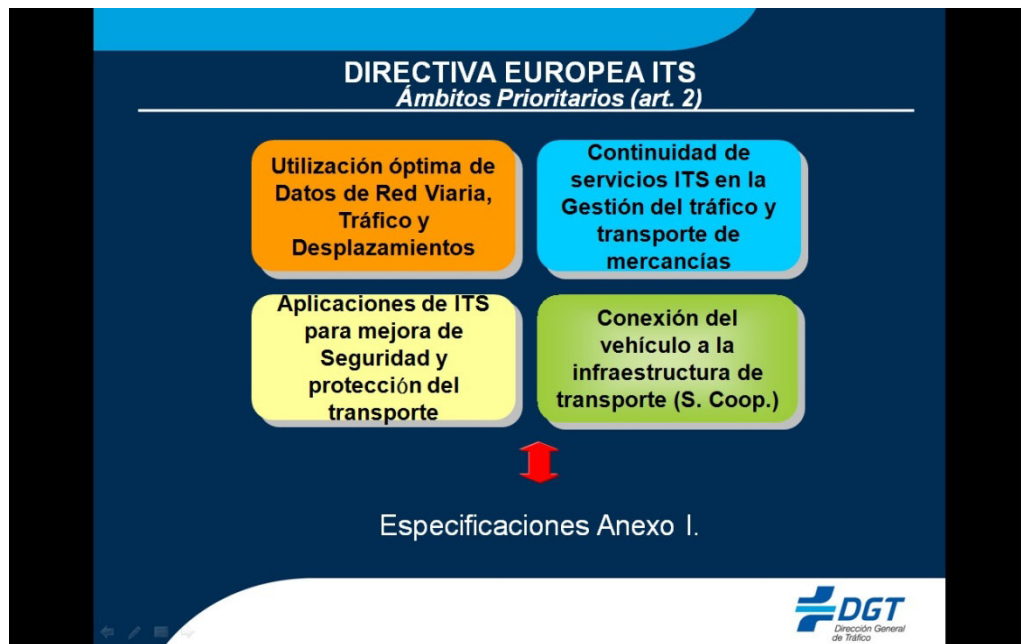 DIRECTIVA EUROPEA ITS
Ámbitos Prioritarios (art. 2)
Utilización óptima de
Datos de Red Viaria,
Tráfico y
Desplazamientos
Continuidad de
servicios ITS en la
Gestión del tráfico y
transporte de
mercancías
Aplicaciones de ITS
para mejora de
Seguridad y
protección del
transporte
Conexión del
vehículo a la
infraestructura de
transporte (S. Coop.)
Especificaciones Anexo I.
DGT
Dirección General
de Tráfico